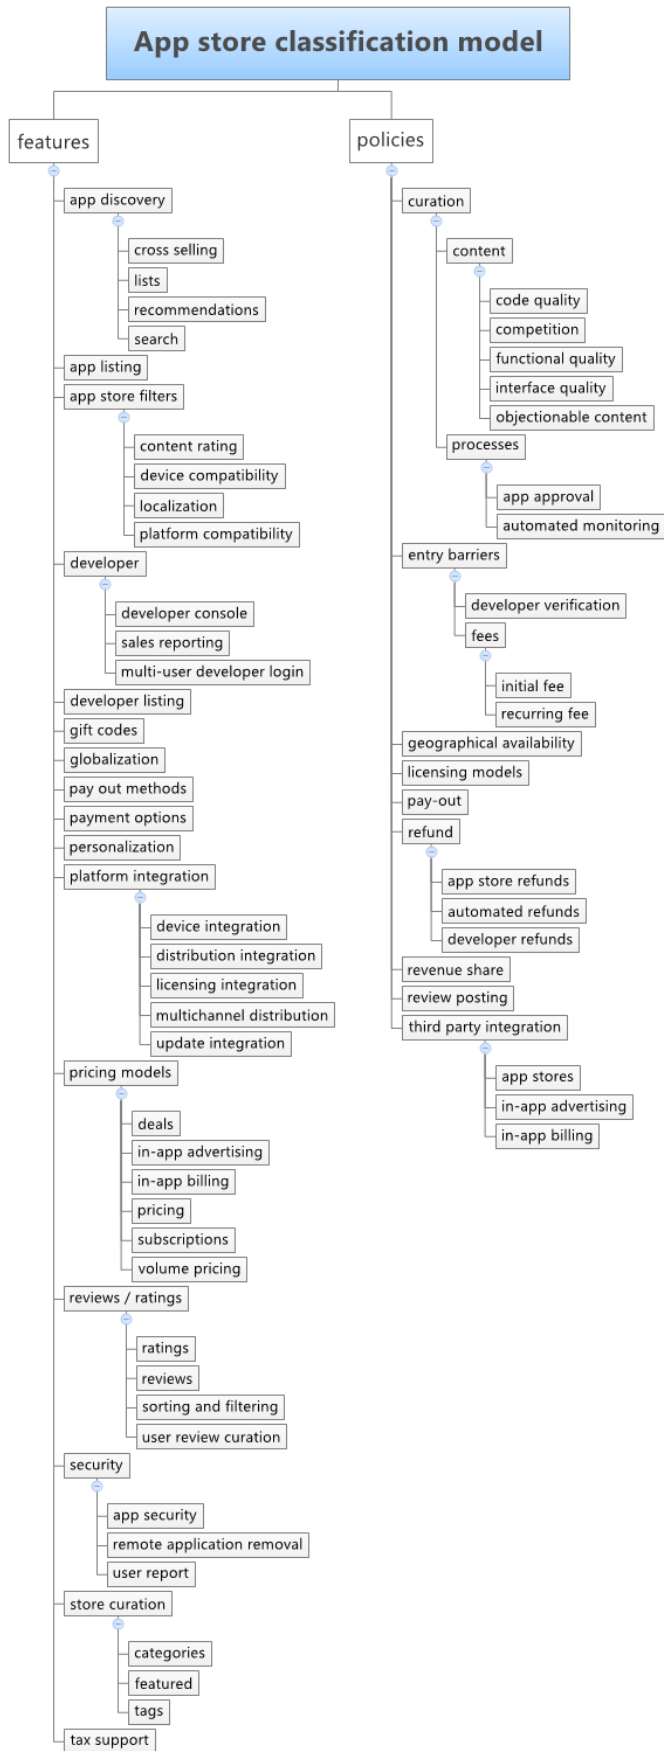 App store classification model
features
app discovery
cross selling
lists
recommendations
search
app listing
app store filters
content rating
device compatibility
localization
platform compatibility
developer
developer console
sales reporting
multi-user developer login
developer listing
gift codes
globalization
pay out methods
payment options
personalization
platform integration
device integration
distribution integration
licensing integration
multichannel distribution
update integration
pricing models
deals
in-app advertising
in-app billing
pricing
subscriptions
volume pricing
reviews / ratings
ratings
reviews
sorting and filtering
user review curation
security
app security
remote application removal
user report
store curation
categories
featured
tags
tax support
policies
curation
content
code quality
competition
functional quality
interface quality
objectionable content
processes
app approval
automated monitoring
entry barriers
developer verification
fees
initial fee
recurring fee
geographical availability
licensing models
pay-out
refund
app store refunds
automated refunds
developer refunds
revenue share
review posting
third party integration
app stores
in-app advertising
in-app billing